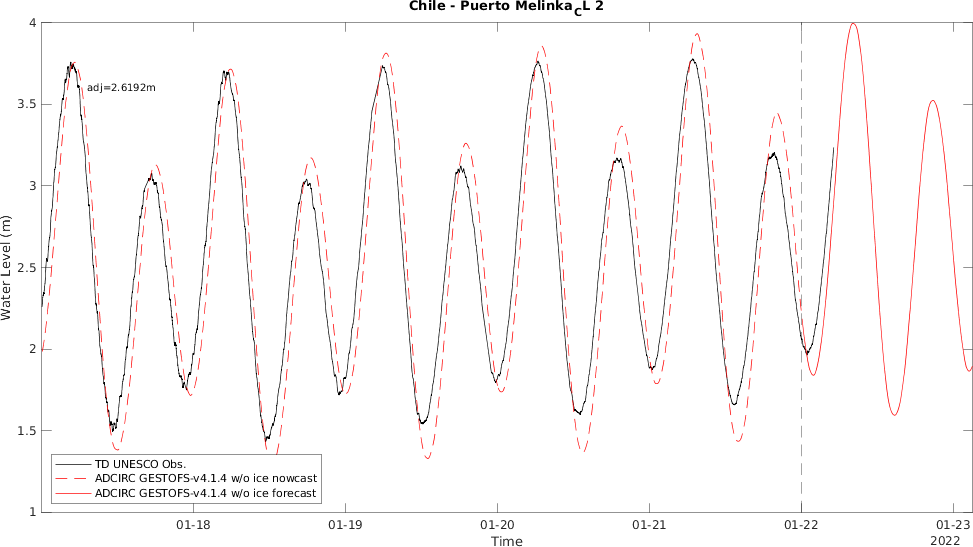 Chile - Puerto Melinka_CL 2
adj=2.6192m
Water Level (m)
4
3.5
3
2.5
2
1.5
1
TD UNESCO Obs.
ADCIRC GESTOFS-v4.1.4 w/o ice nowcast
ADCIRC GESTOFS-v4.1.4 w/o ice forecast
01-18 01-19 01-20 01-21 01-22 01-23
Time
2022